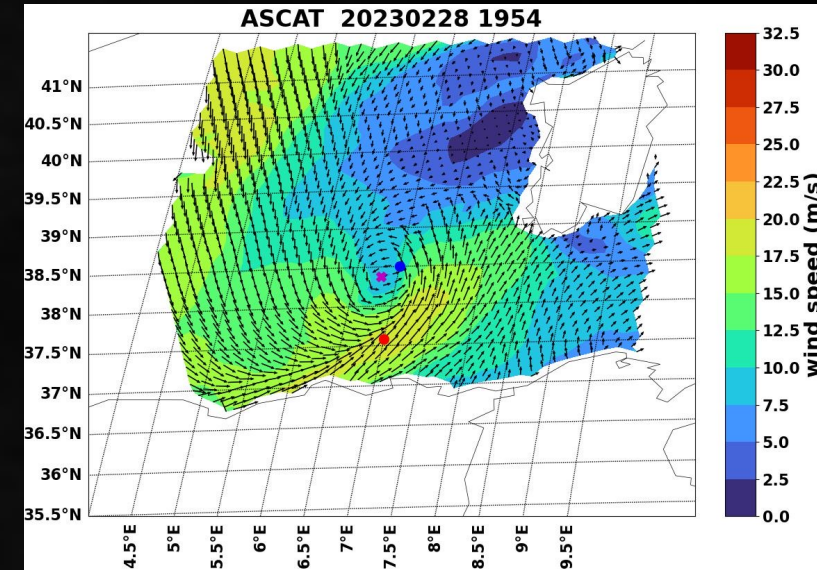 ASCAT 20230228 1954
41°N
40.5°N
40°N
39.5°N
39°N
38.5°N
38°N
37.5°N
37°N
36.5°N
36°N
35.5°N
4.5°E
5°E
5.5°E
6°E
6.5°E
7°E
7.5°E
8°E
8.5°E
9°E
9.5°E
32.5
30.0
27.5
25.0
22.5
20.0
17.5
15.0
12.5
10.0
7.5
5.0
2.5
0.0
wind speed (m/s)